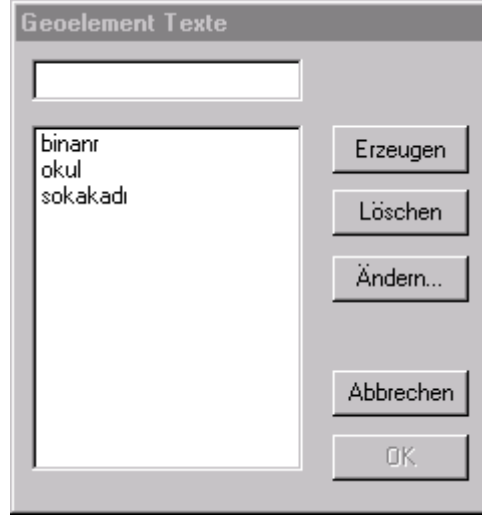 Geoelement Texte
binanr
okul
sokakadı
Erzeugen
Löschen
Ändern...
Abbrechen
OK